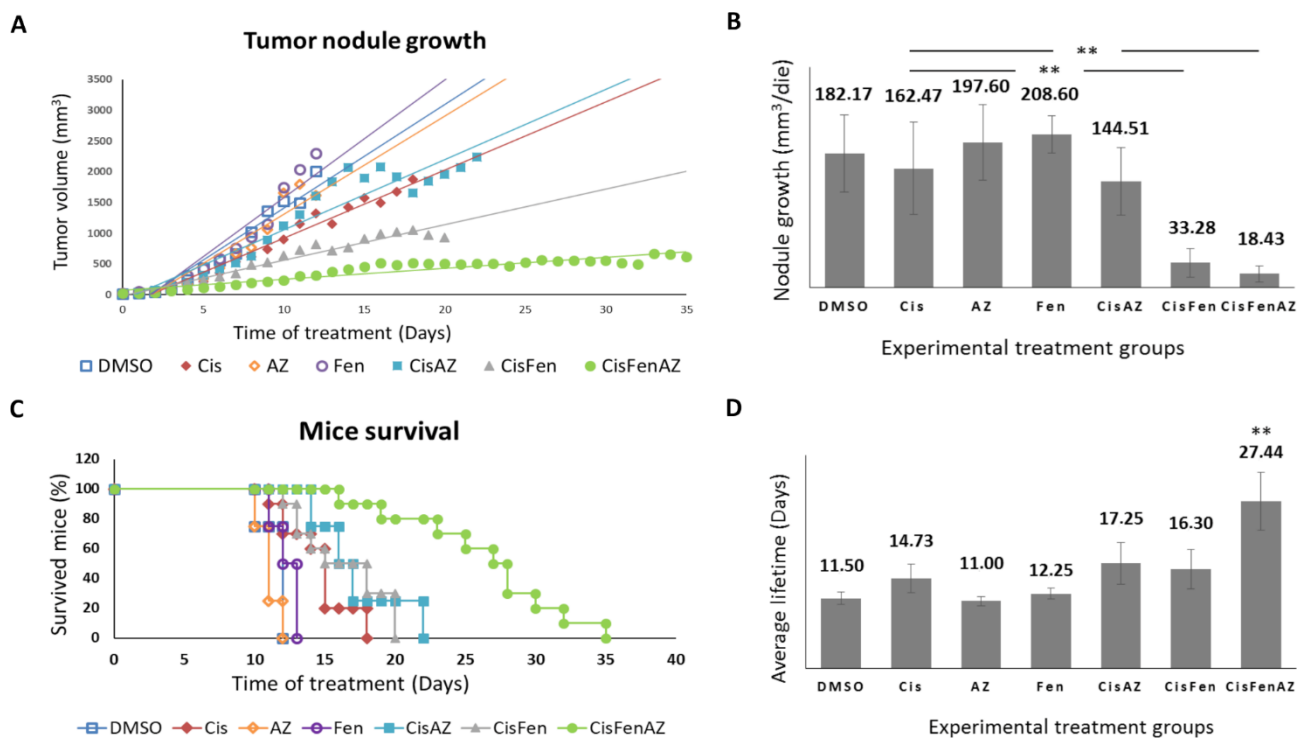 A
Tumor nodule growth
Tumor volume (mm³)
3500
3000
2500
2000
1500
1000
500
0
0 5 10 15 20 25 30 35
Time of treatment (Days)
DMSO Cis AZ Fen CisAZ CisFen CisFenAZ
B
**
**
Nodule growth (mm³/die)
182.17 162.47 197.60 208.60 144.51 33.28 18.43
DMSO Cis AZ Fen CisAZ CisFen CisFenAZ
Experimental treatment groups
C
Mice survival
Survived mice (%)
120
100
80
60
40
20
0
0 5 10 15 20 25 30 35 40
Time of treatment (Days)
DMSO Cis AZ Fen CisAZ CisFen CisFenAZ
D
**
Average lifetime (Days)
11.50 14.73 11.00 12.25 17.25 16.30 27.44
DMSO Cis AZ Fen CisAZ CisFen CisFenAZ
Experimental treatment groups